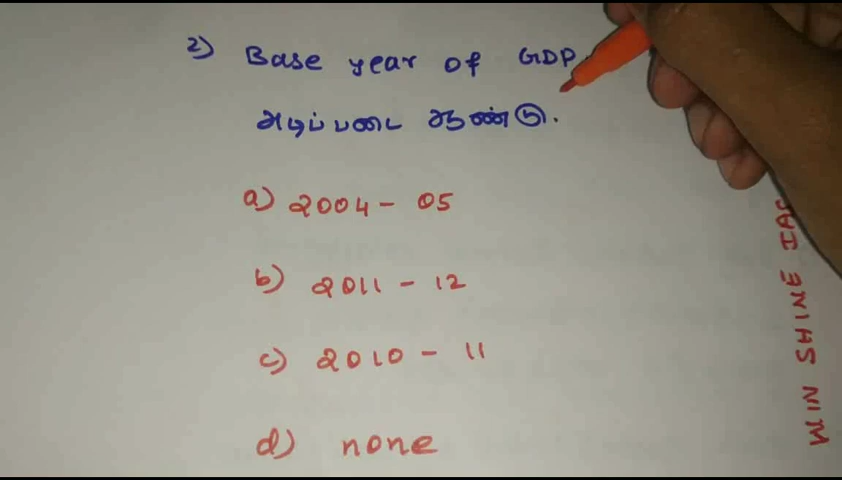 2) Base year of GDP.
அடிப்படை ஆண்டு.
a) 2004 - 05
b) 2011 - 12
c) 2010 - 11
d) none
WIN SHINE IAS